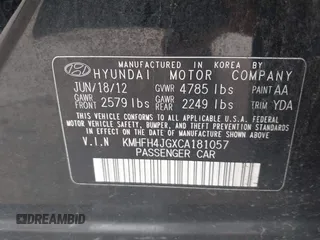 MANUFACTURED IN KOREA BY
HYUNDAI MOTOR COMPANY
JUN/18/12 GVWR 4785 lbs PAINT AA
GAWR FRONT 2579 lbs GAWR REAR 2249 lbs TRIM YDA
THIS VEHICLE CONFORMS TO ALL APPLICABLE
U.S. FEDERAL MOTOR VEHICLE SAFETY, BUMPER,
AND THEFT PREVENTION STANDARDS IN EFFECT ON
THE DATE OF MANUFACTURE SHOWN ABOVE.
V.I.N KMHFH4JGXCA181057
PASSENGER CAR
DREAMBID